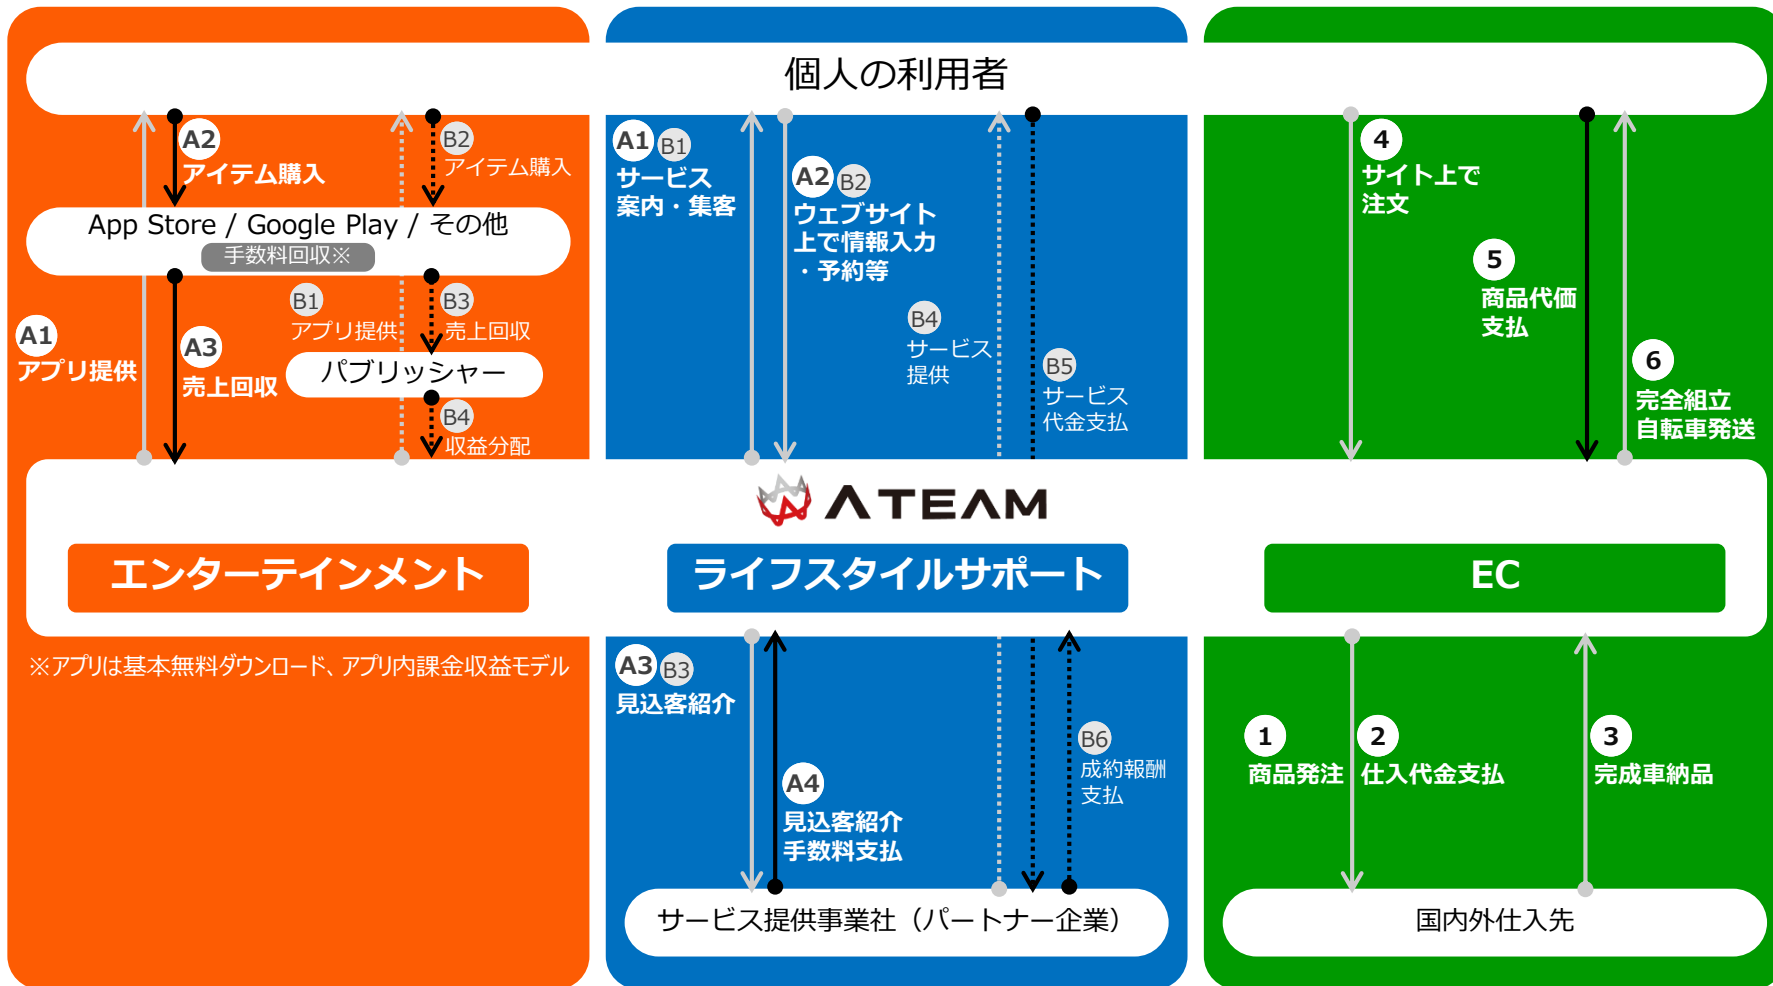 個人の利用者
A2
アイテム購入
B2
アイテム購入
App Store / Google Play / その他
手数料回収※
B1
アプリ提供
B3
売上回収
A1
アプリ提供
A3
売上回収
パブリッシャー
B4
収益分配
A1 B1
サービス
案内・集客
A2 B2
ウェブサイト
上で情報入力
・予約等
B4
サービス
提供
B5
サービス
代金支払
4
サイト上で
注文
5
商品代価
支払
6
完全組立
自転車発送
ATEAM
エンターテインメント
ライフスタイルサポート
EC
※アプリは基本無料ダウンロード、アプリ内課金収益モデル
A3 B3
見込客紹介
A4
見込客紹介
手数料支払
B6
成約報酬
支払
1
商品発注
2
仕入代金支払
3
完成車納品
サービス提供事業社（パートナー企業）
国内外仕入先